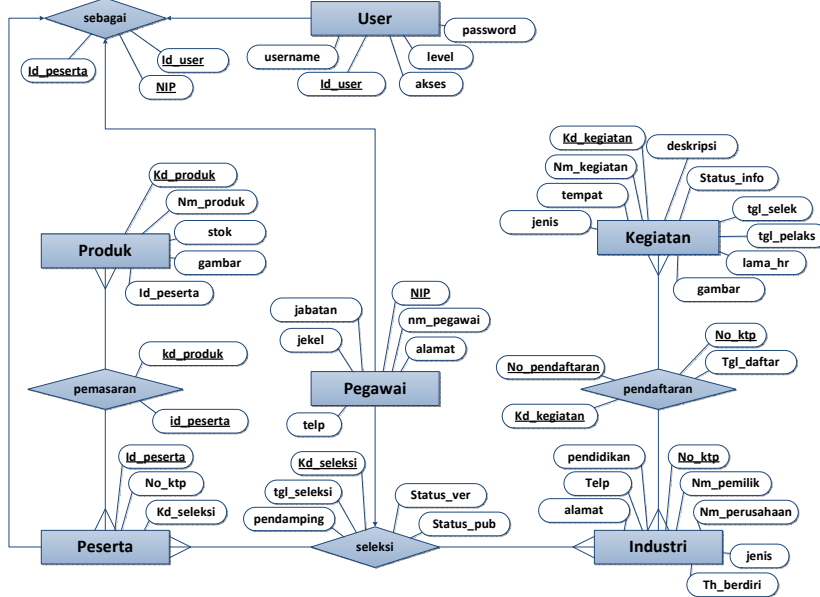 sebagai
User
password
username
level
Id_user
akses
Id_peserta
Id_user
NIP
Kd_kegiatan
deskripsi
Nm_kegiatan
Status_info
tempat
tgl_selek
jenis
Kegiatan
tgl_pelaks
lama_hr
gambar
Kd_produk
Nm_produk
stok
Produk
gambar
Id_peserta
jabatan
NIP
jekel
nm_pegawai
alamat
Pegawai
telp
kd_produk
pemasaran
id_peserta
No_ktp
Tgl_daftar
No_pendaftaran
pendaftaran
Kd_kegiatan
Id_peserta
No_ktp
Kd_seleksi
Peserta
Kd_seleksi
tgl_seleksi
Status_ver
pendamping
Status_pub
seleksi
pendidikan
No_ktp
Telp
Nm_pemilik
alamat
Nm_perusahaan
Industri
jenis
Th_berdiri